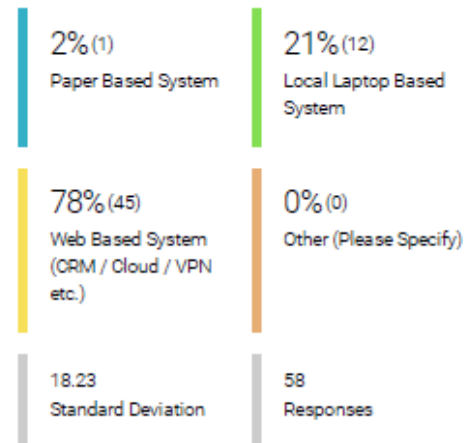 2% (1)
Paper Based System
21% (12)
Local Laptop Based
System
78% (45)
Web Based System
(CRM / Cloud / VPN
etc.)
0% (0)
Other (Please Specify)
18.23
Standard Deviation
58
Responses